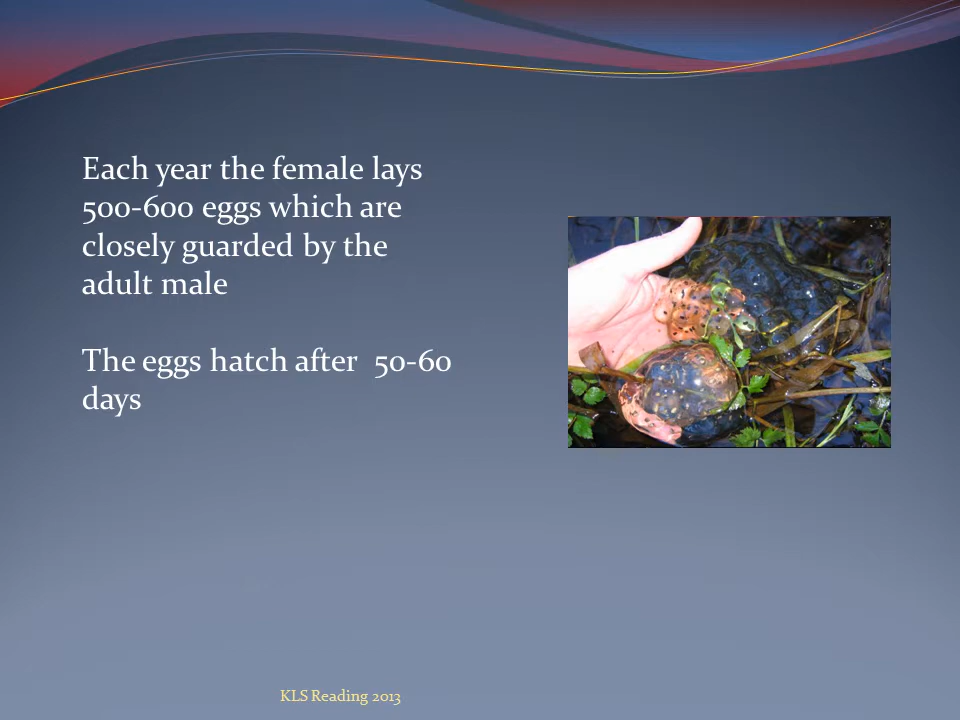 Each year the female lays
500-600 eggs which are
closely guarded by the
adult male
The eggs hatch after  50-60
days
KLS Reading 2013